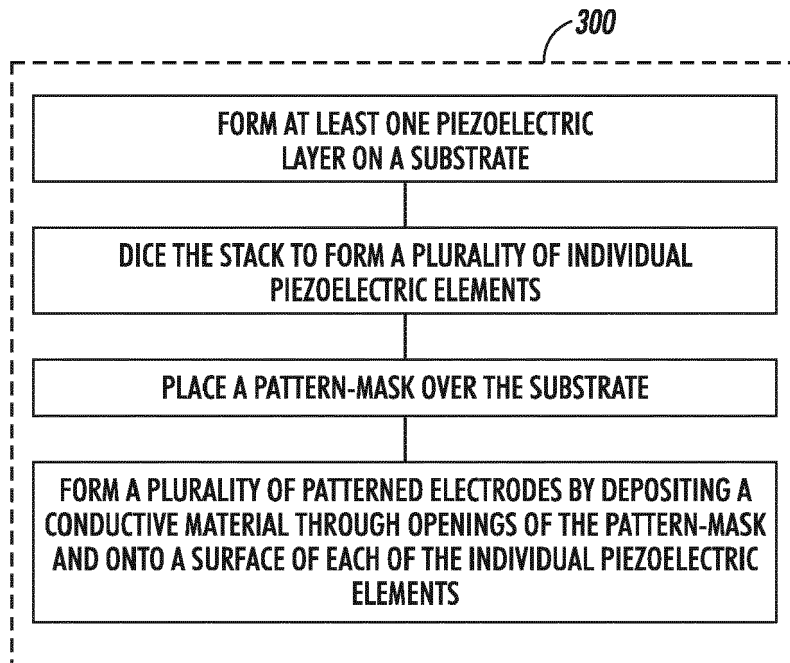 300
FORM AT LEAST ONE PIEZOELECTRIC
LAYER ON A SUBSTRATE
DICE THE STACK TO FORM A PLURALITY OF INDIVIDUAL
PIEZOELECTRIC ELEMENTS
PLACE A PATTERN-MASK OVER THE SUBSTRATE
FORM A PLURALITY OF PATTERNED ELECTRODES BY DEPOSITING A
CONDUCTIVE MATERIAL THROUGH OPENINGS OF THE PATTERN-MASK
AND ONTO A SURFACE OF EACH OF THE INDIVIDUAL PIEZOELECTRIC
ELEMENTS